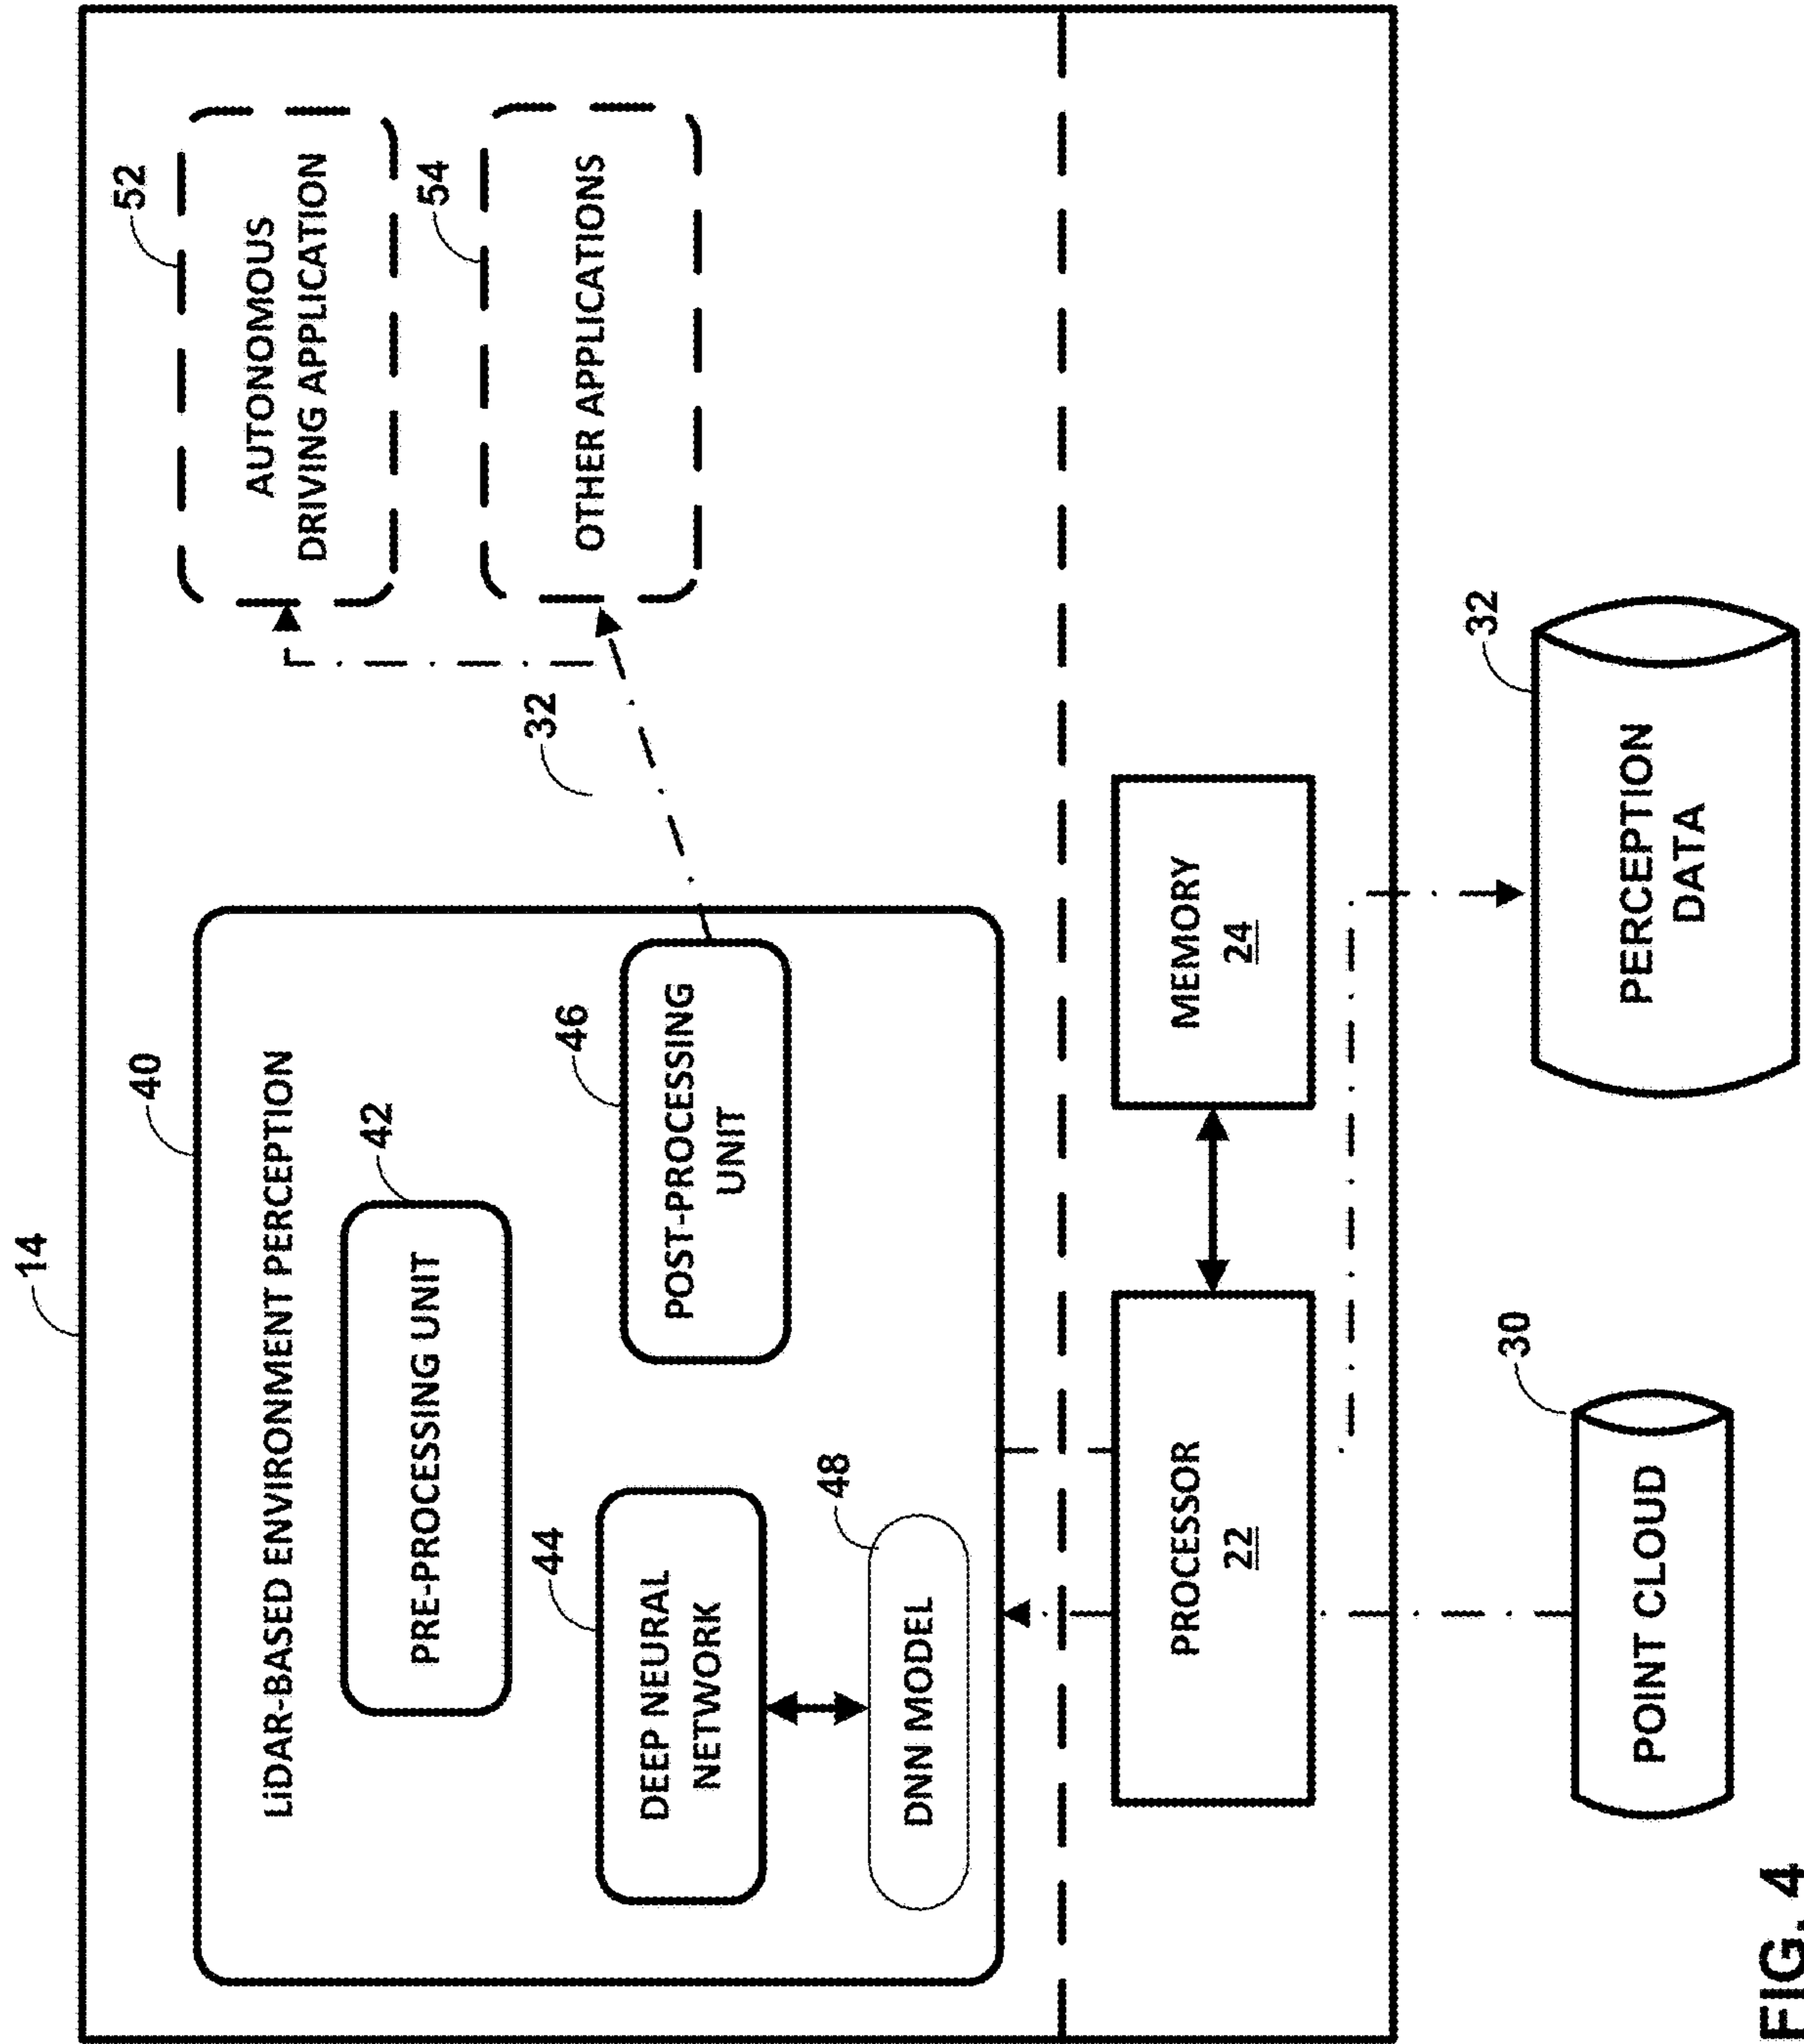 14
40
LiDAR-BASED ENVIRONMENT PERCEPTION
42
PRE-PROCESSING UNIT
44
DEEP NEURAL
NETWORK
46
POST-PROCESSING
UNIT
48
DNN MODEL
52
AUTONOMOUS
DRIVING APPLICATION
54
OTHER APPLICATIONS
32
PROCESSOR
22
MEMORY
24
30
POINT CLOUD
32
PERCEPTION
DATA
FIG. 4